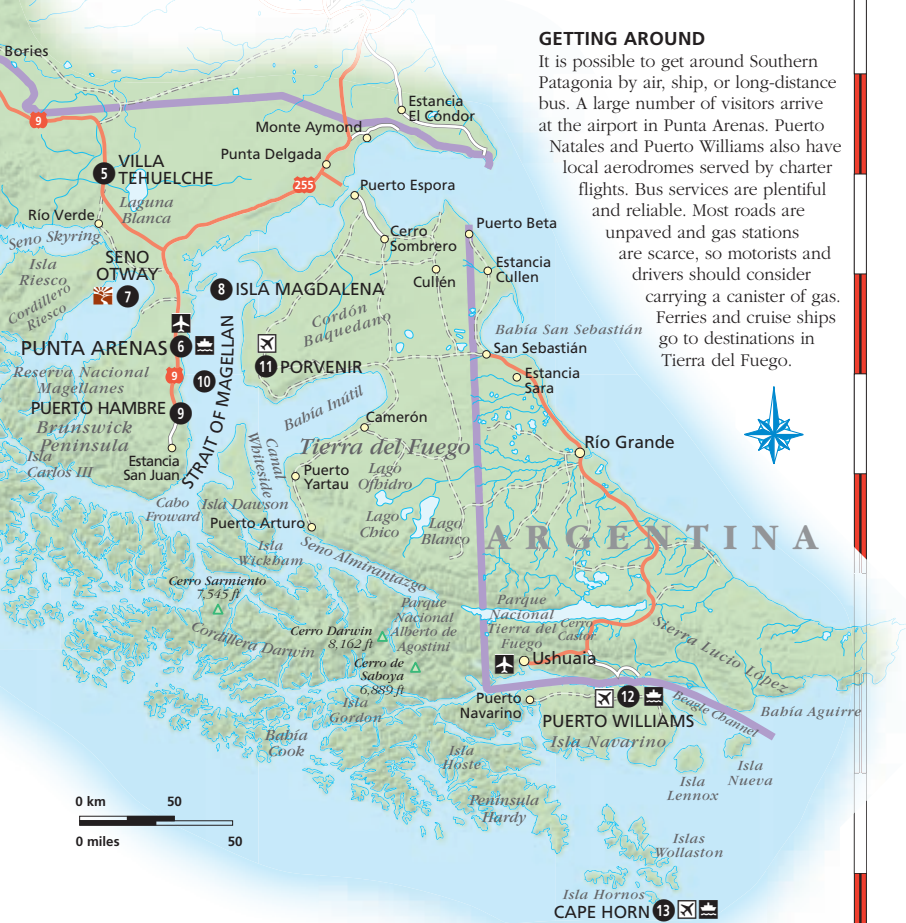 GETTING AROUND
It is possible to get around Southern
Patagonia by air, ship, or long-distance
bus. A large number of visitors arrive
at the airport in Punta Arenas. Puerto
Natales and Puerto Williams also have
local aerodromes served by charter
flights. Bus services are plentiful
and reliable. Most roads are
unpaved and gas stations
are scarce, so motorists and
drivers should consider
carrying a canister of gas.
Ferries and cruise ships
go to destinations in
Tierra del Fuego.
Bories
9
Estancia
El Cóndor
Monte Aymond
Punta Delgada
255
5 VILLA
TEHUELCHE
Laguna
Blanca
Río Verde
Seno Skyring
Isla
Riesco
Cordillero
Riesco
SENO
OTWAY
7
8 ISLA MAGDALENA
Puerto Espora
Cerro
Sombrero
Puerto Beta
Cullén
Estancia
Cullen
Cordón
Baquedano
Bahía San Sebastián
San Sebastián
Estancia
Sara
PUNTA ARENAS 6
Reserva Nacional
Magellanes
9
10
STRAIT OF MAGELLAN
11 PORVENIR
PUERTO HAMBRE 9
Brunswick
Peninsula
Isla
Carlos III
Estancia
San Juan
Bahía Inútil
Camerón
Tierra del Fuego
Canal
Whiteside
Puerto
Yartau
Lago
Ofhidro
Río Grande
Cabo
Froward
Isla Dawson
Puerto Arturo
Lago
Chico
Lago
Blanco
ARGENTINA
Isla
Wickham
Seno Almirantazgo
Cerro Sarmiento
7,545 ft
Cordillera Darwin
Cerro Darwin
8,162 ft
Parque
Nacional
Alberto de
Agostini
Cerro de
Saboya
6,889 ft
Parque
Nacional
Tierra del
Fuego
Cerro
Castor
Sierra Lucio López
Ushuaia
Isla
Gordon
Puerto
Navarino
12
PUERTO WILLIAMS
Isla Navarino
Beagle Channel
Bahía Aguirre
Bahía
Cook
Isla
Hoste
Isla
Lennox
Isla
Nueva
Península
Hardy
0 km 50
0 miles 50
Islas
Wollaston
Isla Hornos
CAPE HORN 13